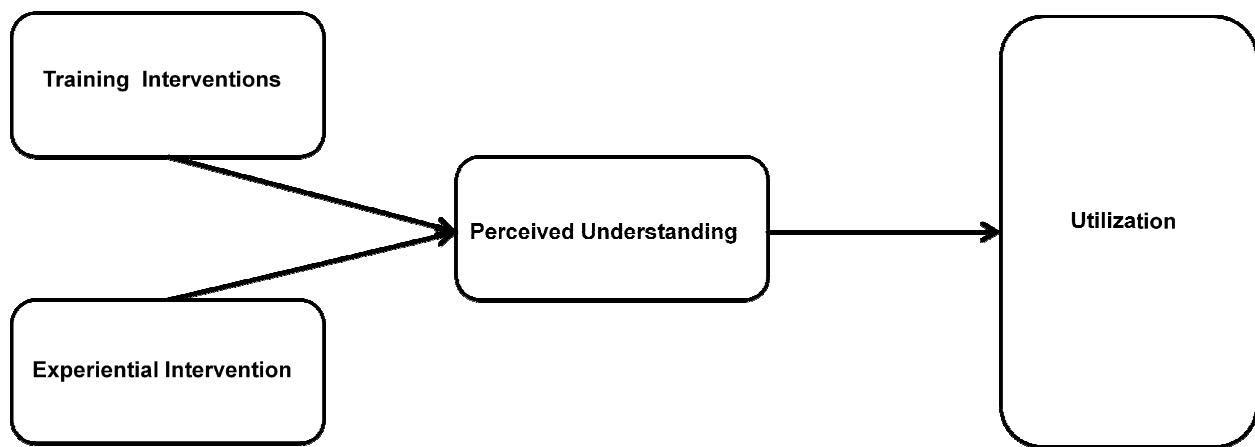 Training Interventions
Perceived Understanding
Utilization
Experiential Intervention